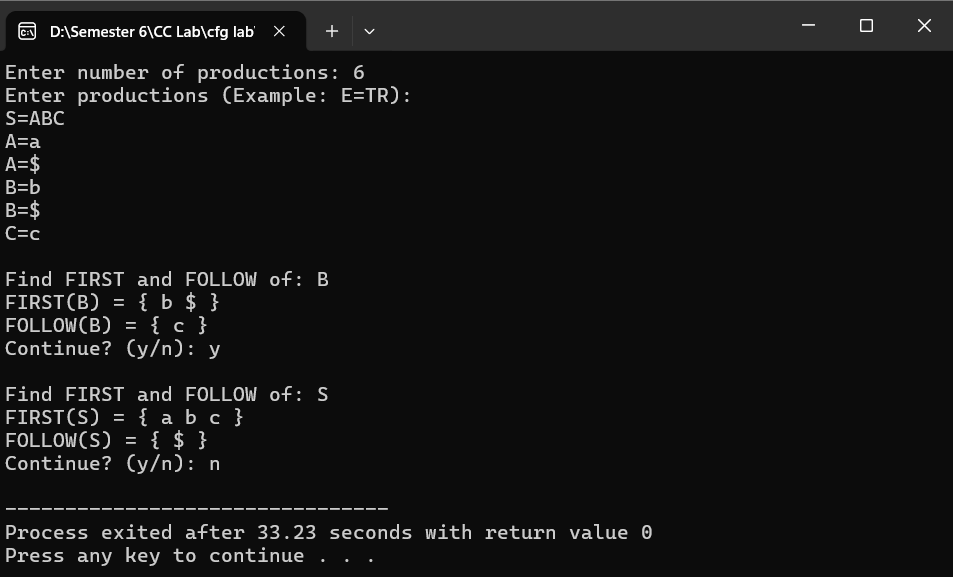 D:\Semester 6\CC Lab\cfg lab'
Enter number of productions: 6
Enter productions (Example: E=TR):
S=ABC
A=a
A=$
B=b
B=$
C=c
Find FIRST and FOLLOW of: B
FIRST(B) = { b $ }
FOLLOW(B) = { c }
Continue? (y/n): y
Find FIRST and FOLLOW of: S
FIRST(S) = { a b c }
FOLLOW(S) = { $ }
Continue? (y/n): n
--------------------------------
Process exited after 33.23 seconds with return value 0
Press any key to continue . . .